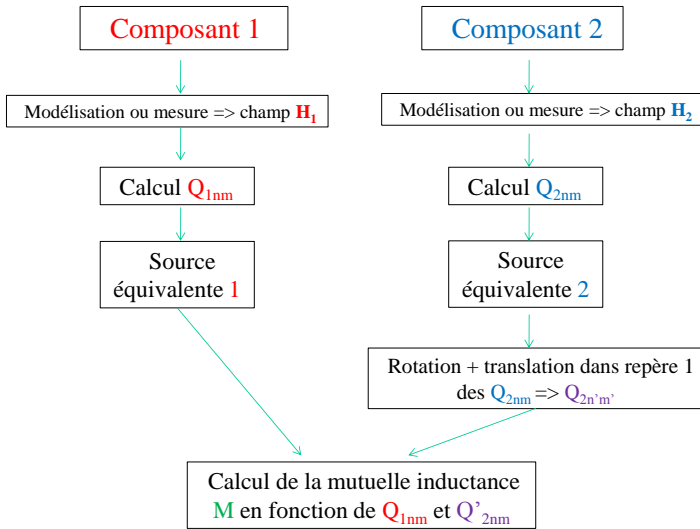 Composant 1
Composant 2
Modélisation ou mesure => champ H1
Modélisation ou mesure => champ H2
Calcul Q1nm
Calcul Q2nm
Source
équivalente 1
Source
équivalente 2
Rotation + translation dans repère 1
des Q2nm => Q2n'm'
Calcul de la mutuelle inductance
M en fonction de Q1nm et Q’2nm